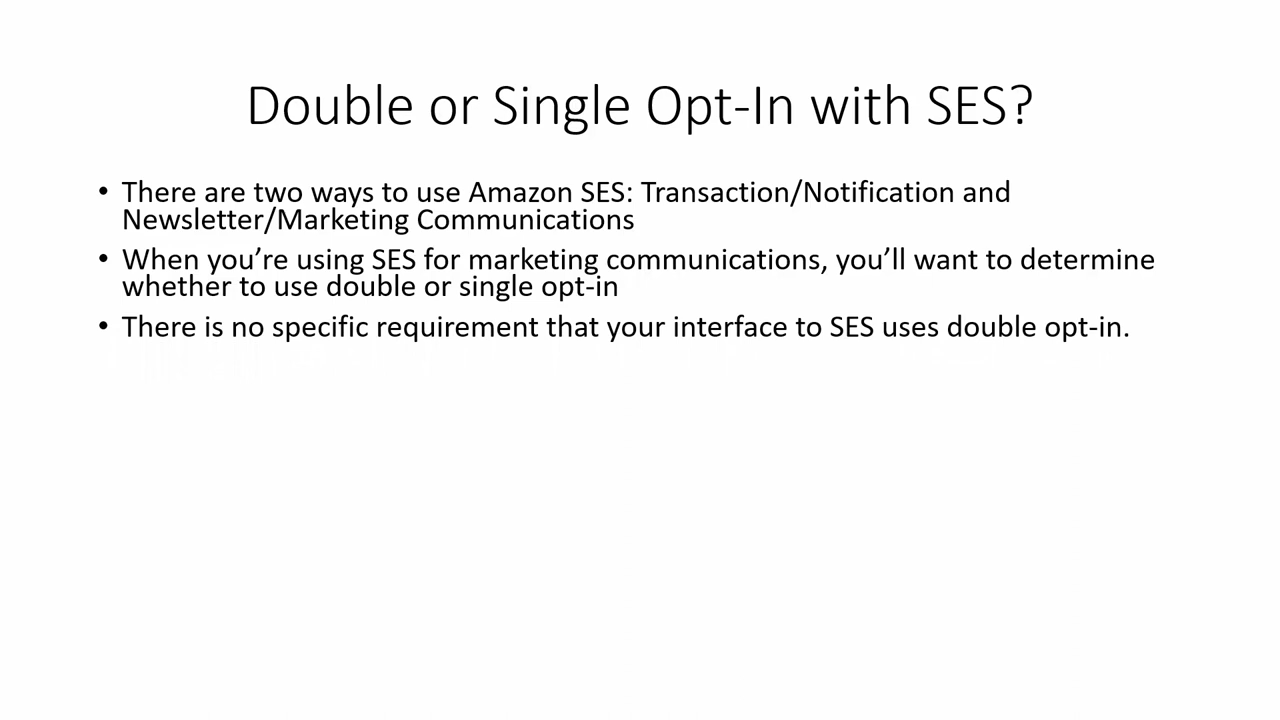 Double or Single Opt-In with SES?
• There are two ways to use Amazon SES: Transaction/Notification and
Newsletter/Marketing Communications
• When you’re using SES for marketing communications, you’ll want to determine
whether to use double or single opt-in
• There is no specific requirement that your interface to SES uses double opt-in.